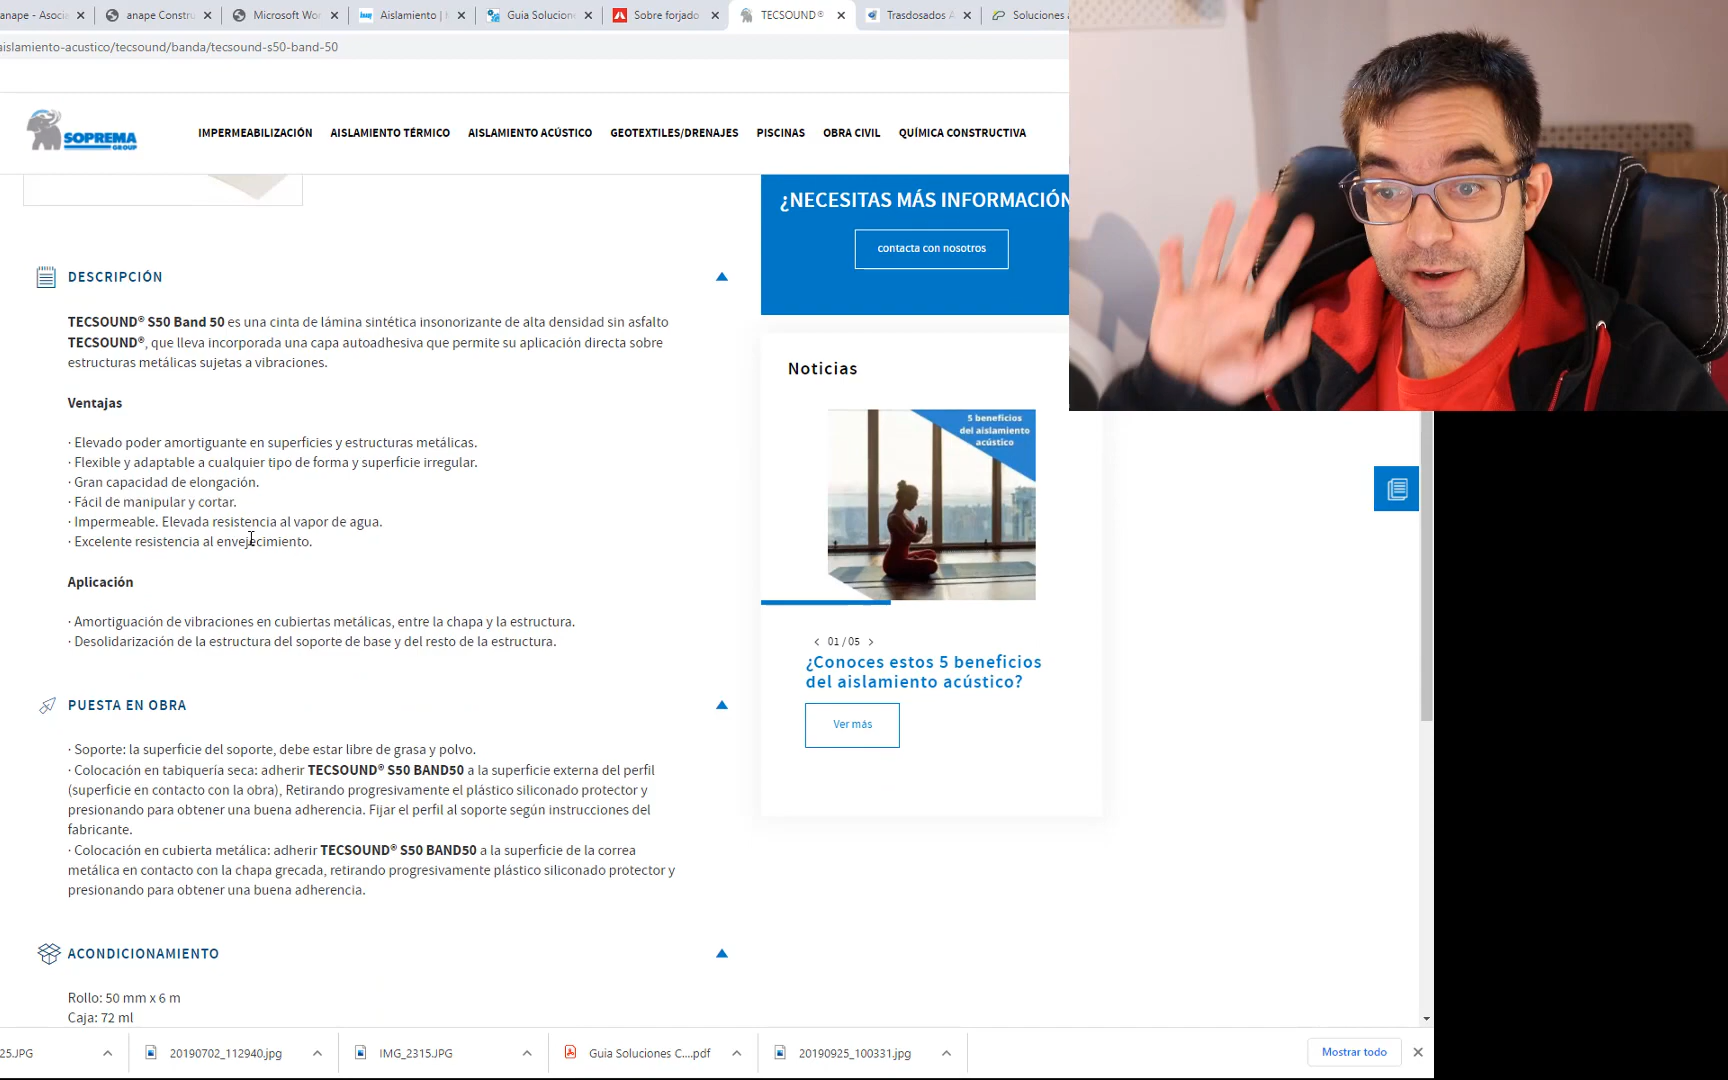 anape - Asoci
anape Constru
Microsoft Wor
Aislamiento |
Guia Solucione
Sobre forjado
TECSOUND®
Trasdosados A
Soluciones a
aislamiento-acustico/tecsound/banda/tecsound-s50-band-50
SOPREMA
GROUP
IMPERMEABILIZACIÓN
AISLAMIENTO TÉRMICO
AISLAMIENTO ACÚSTICO
GEOTEXTILES/DRENAJES
PISCINAS
OBRA CIVIL
QUÍMICA CONSTRUCTIVA
¿NECESITAS MÁS INFORMACIÓN
contacta con nosotros
DESCRIPCIÓN
TECSOUND® S50 Band 50 es una cinta de lámina sintética insonorizante de alta densidad sin asfalto
TECSOUND®, que lleva incorporada una capa autoadhesiva que permite su aplicación directa sobre
estructuras metálicas sujetas a vibraciones.
Ventajas
· Elevado poder amortiguante en superficies y estructuras metálicas.
· Flexible y adaptable a cualquier tipo de forma y superficie irregular.
· Gran capacidad de elongación.
· Fácil de manipular y cortar.
· Impermeable. Elevada resistencia al vapor de agua.
· Excelente resistencia al envejecimiento.
Aplicación
· Amortiguación de vibraciones en cubiertas metálicas, entre la chapa y la estructura.
· Desolidarización de la estructura del soporte de base y del resto de la estructura.
PUESTA EN OBRA
· Soporte: la superficie del soporte, debe estar libre de grasa y polvo.
· Colocación en tabiquería seca: adherir TECSOUND® S50 BAND50 a la superficie externa del perfil
(superficie en contacto con la obra), Retirando progresivamente el plástico siliconado protector y
presionando para obtener una buena adherencia. Fijar el perfil al soporte según instrucciones del
fabricante.
· Colocación en cubierta metálica: adherir TECSOUND® S50 BAND50 a la superficie de la correa
metálica en contacto con la chapa grecada, retirando progresivamente plástico siliconado protector y
presionando para obtener una buena adherencia.
ACONDICIONAMIENTO
Rollo: 50 mm x 6 m
Caja: 72 ml
Noticias
5 beneficios
del aislamiento
acústico
01 / 05
¿Conoces estos 5 beneficios
del aislamiento acústico?
Ver más
25.JPG
20190702_112940.jpg
IMG_2315.JPG
Guia Soluciones C....pdf
20190925_100331.jpg
Mostrar todo